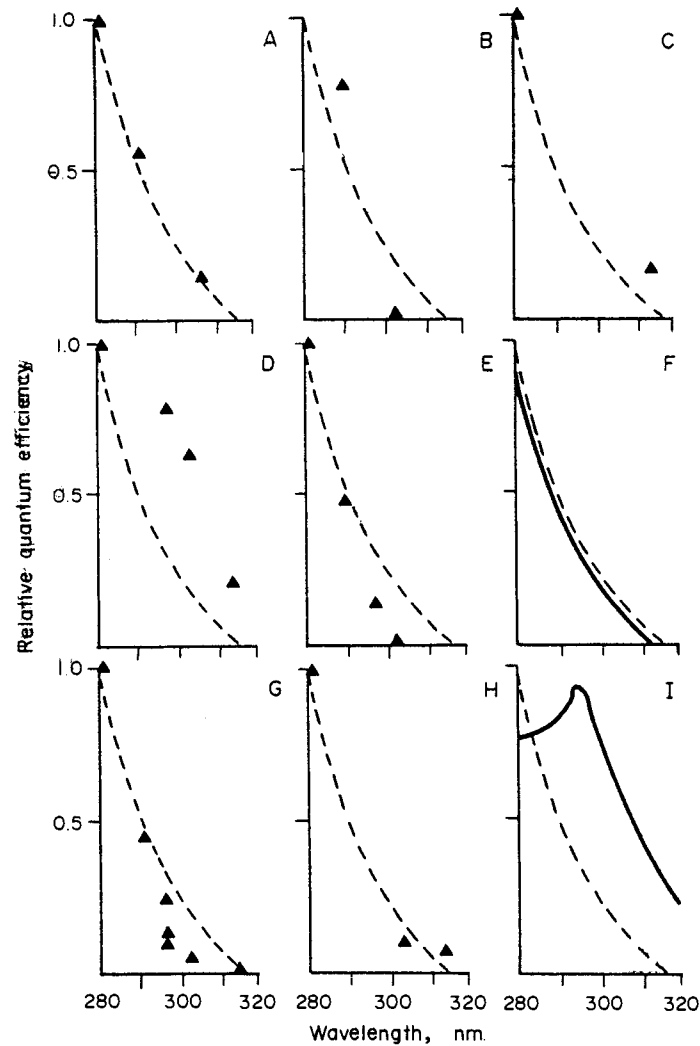 1.0
A
B
C
0.5
1.0
D
E
F
0.5
Relative quantum efficiency
1.0
G
H
I
0.5
280
300
320
280
300
320
280
300
320
Wavelength, nm.